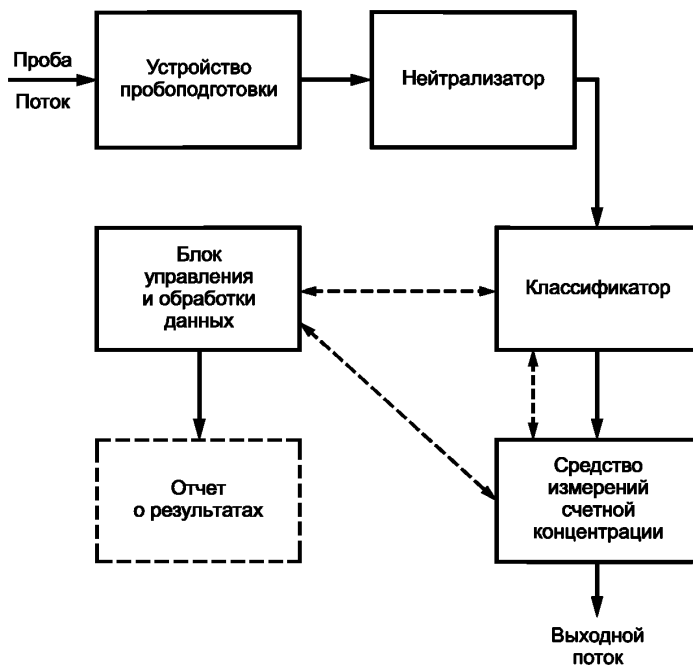 Проба
Поток
Устройство
пробоподготовки
Нейтрализатор
Блок
управления
и обработки
данных
Классификатор
Отчет
о результатах
Средство
измерений
счетной
концентрации
Выходной
поток